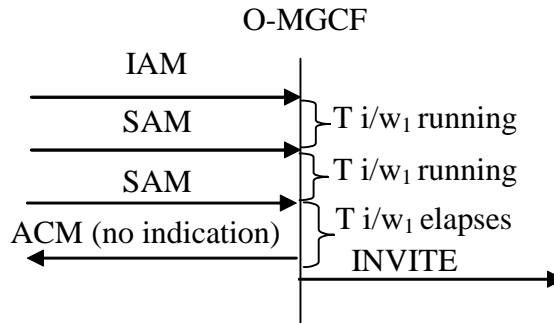 O-MGCF
IAM
T i/w1 running
SAM
T i/w1 running
SAM
T i/w1 elapses
ACM (no indication)
INVITE